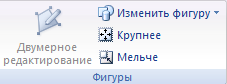 Двумерное
редактирование
Изменить фигуру
Крупнее
Мельче
Фигуры